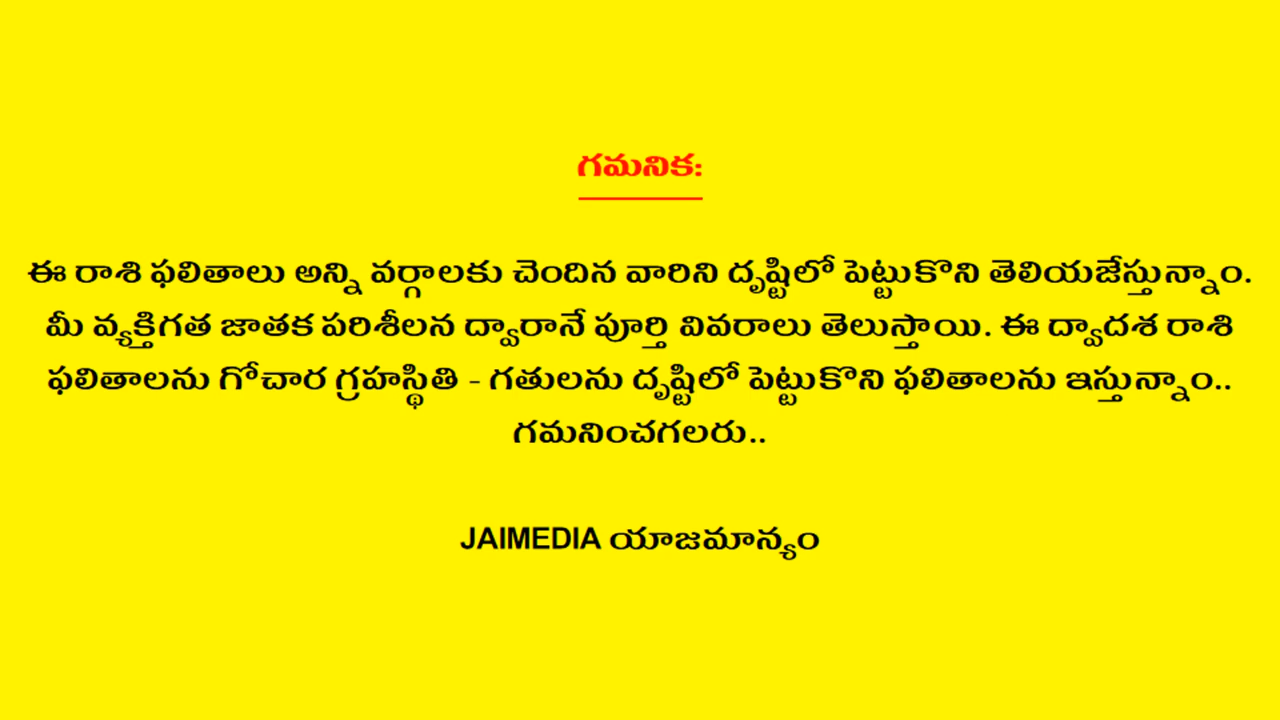 గమనిక:
ఈ రాశి ఫలితాలు అన్ని వర్గాలకు చెందిన వారిని దృష్టిలో పెట్టుకొని తెలియజేస్తున్నాం.
మీ వ్యక్తిగత జాతక పరిశీలన ద్వారానే పూర్తి వివరాలు తెలుస్తాయి. ఈ ద్వాదశ రాశి
ఫలితాలను గోచార గ్రహస్థితి - గతులను దృష్టిలో పెట్టుకొని ఫలితాలను ఇస్తున్నాం..
గమనించగలరు..
JAIMEDIA యాజమాన్యం